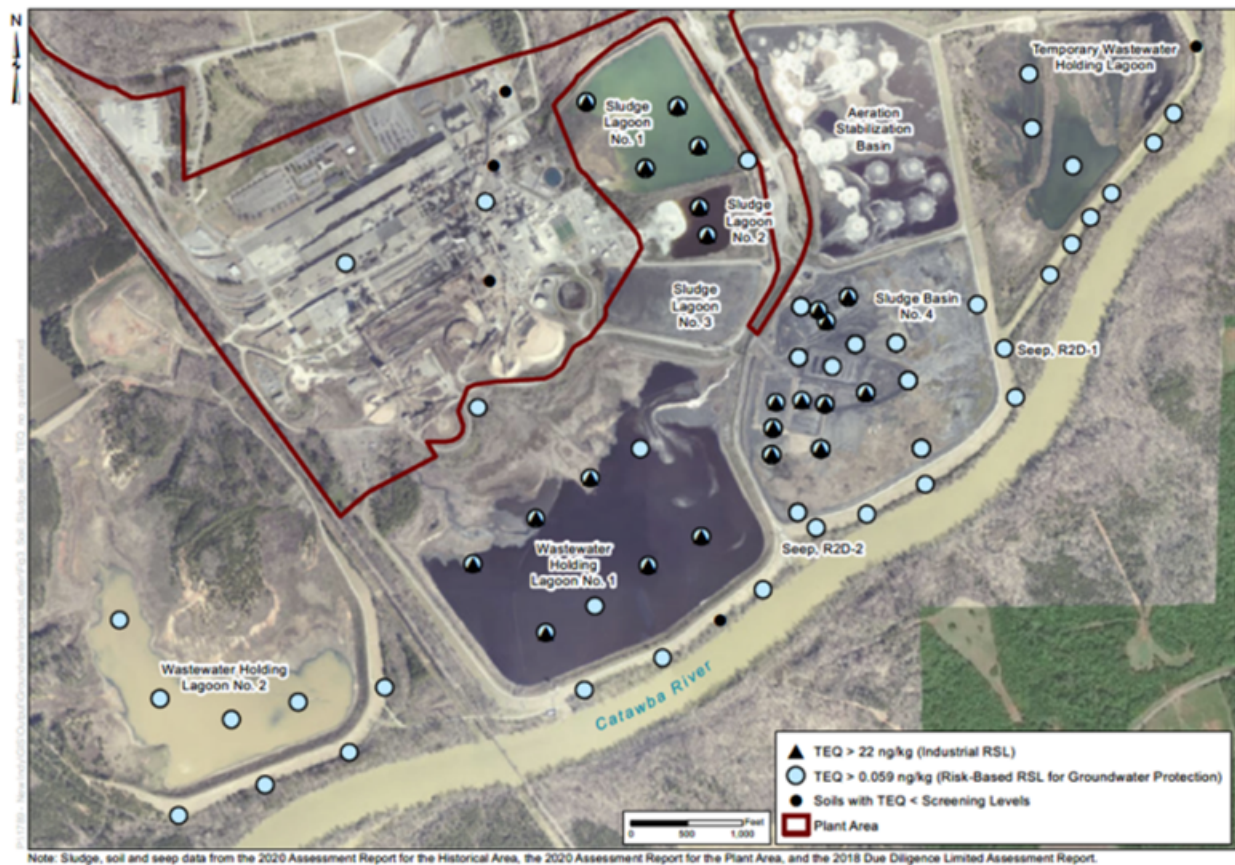 N
Temporary Wastewater
Holding Lagoon
Sludge
Lagoon
No. 1
Aeration
Stabilization
Basin
Sludge
Lagoon
No. 2
Sludge
Lagoon
No. 3
Sludge Basin
No. 4
Seep, R2D-1
Seep, R2D-2
Wastewater
Holding
Lagoon No. 1
Wastewater Holding
Lagoon No. 2
Catawba River
TEQ > 22 ng/kg (Industrial RSL)
TEQ > 0.059 ng/kg (Risk-Based RSL for Groundwater Protection)
Soils with TEQ < Screening Levels
Plant Area
Feet
0 500 1,000
Note: Sludge, soil and seep data from the 2020 Assessment Report for the Historical Area, the 2020 Assessment Report for the Plant Area, and the 2018 Due Diligence Limited Assessment Report.